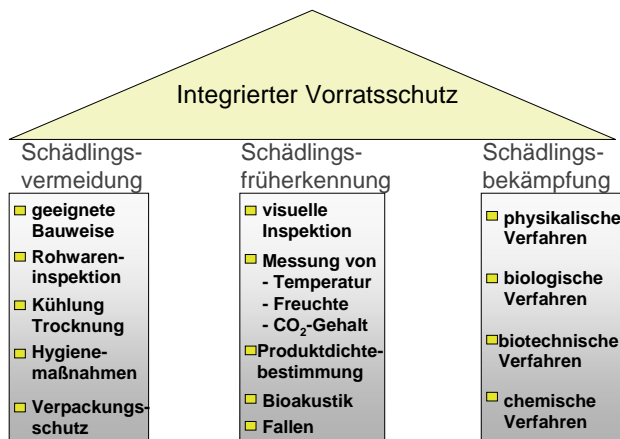 Integrierter Vorratsschutz
Schädlings-
vermeidung
geeignete
Bauweise
Rohwaren-
inspektion
Kühlung
Trocknung
Hygiene-
maßnahmen
Verpackungs-
schutz
Schädlings-
früherkennung
visuelle
Inspektion
Messung von
- Temperatur
- Freuchte
- CO₂-Gehalt
Produktdichte-
bestimmung
Bioakustik
Fallen
Schädlings-
bekämpfung
physikalische
Verfahren
biologische
Verfahren
biotechnische
Verfahren
chemische
Verfahren